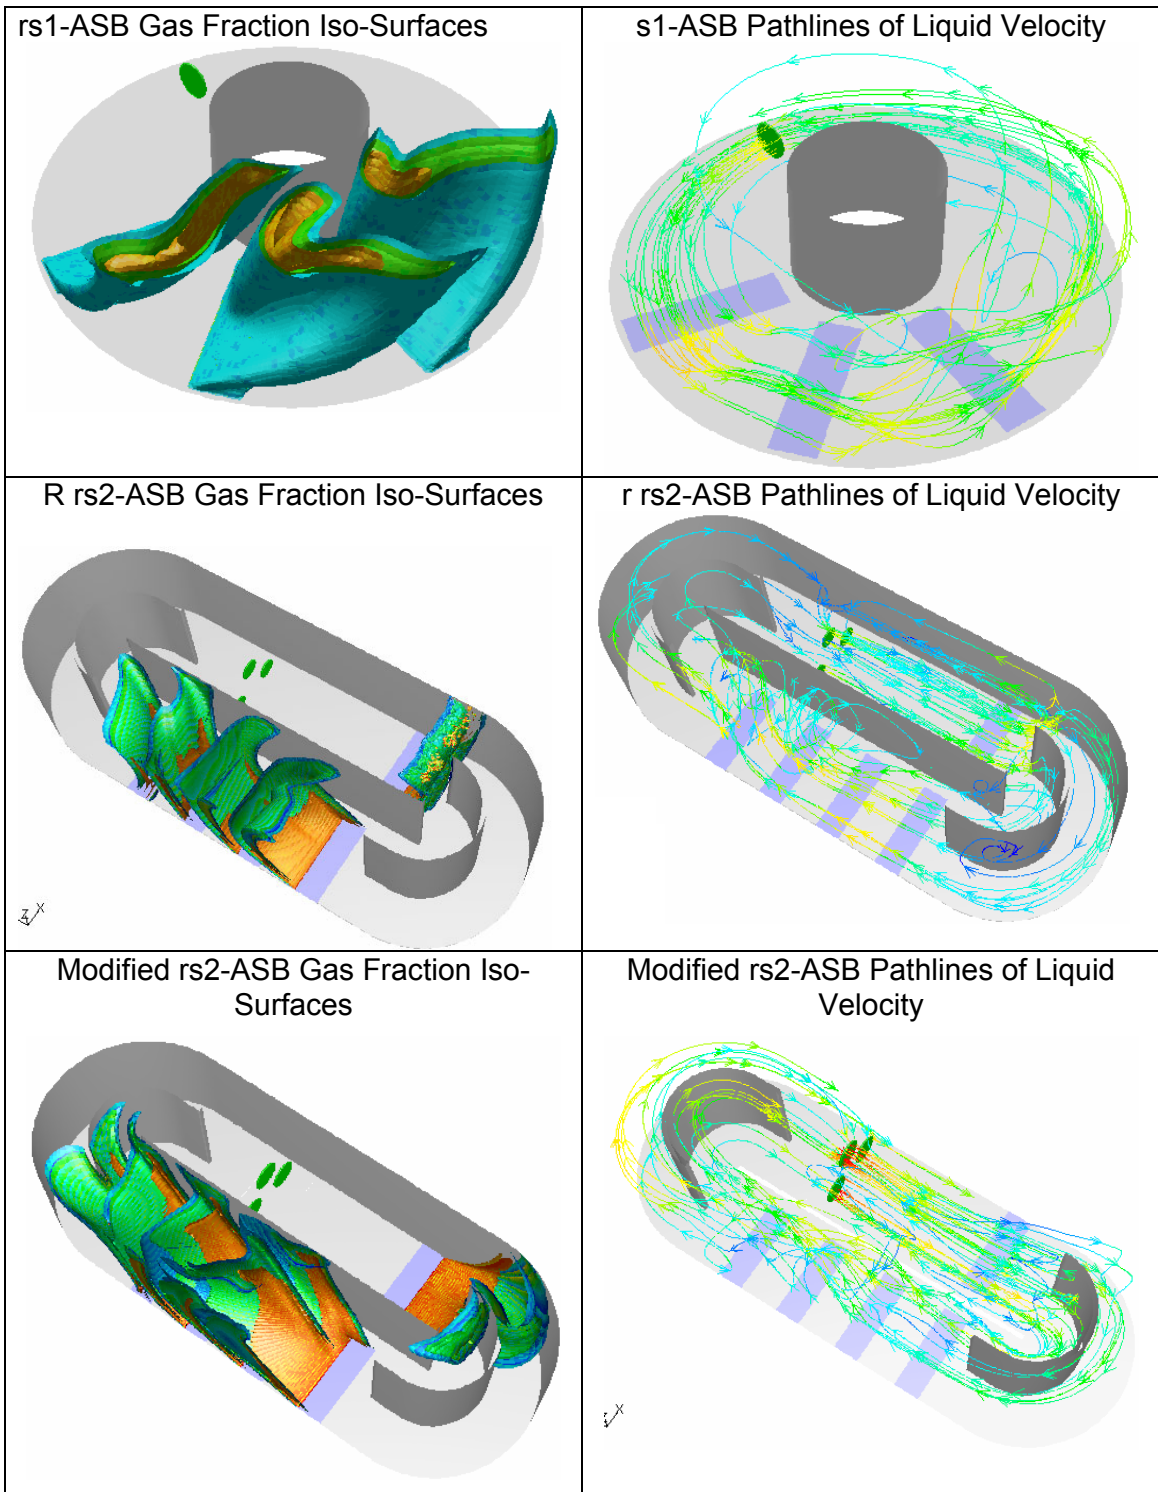 rs1-ASB Gas Fraction Iso-Surfaces
s1-ASB Pathlines of Liquid Velocity
R rs2-ASB Gas Fraction Iso-Surfaces
r rs2-ASB Pathlines of Liquid Velocity
Z X
Modified rs2-ASB Gas Fraction Iso-
Surfaces
Modified rs2-ASB Pathlines of Liquid
Velocity
X